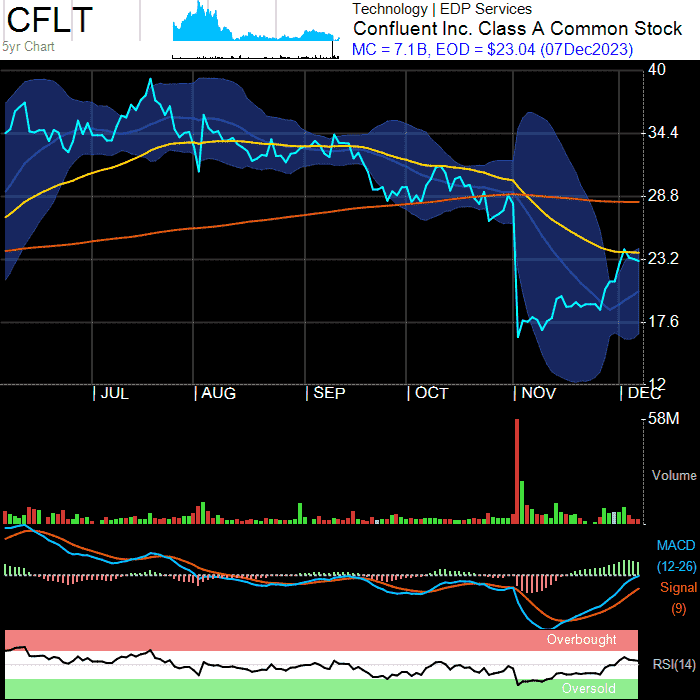 CFLT
5yr Chart
Technology | EDP Services
Confluent Inc. Class A Common Stock
MC = 7.1B, EOD = $23.04 (07Dec2023)
40
34.4
28.8
23.2
17.6
12
| JUL | AUG | SEP | OCT | NOV | DEC
58M
Volume
MACD
(12-26)
Signal
(9)
Overbought
RSI(14)
Oversold